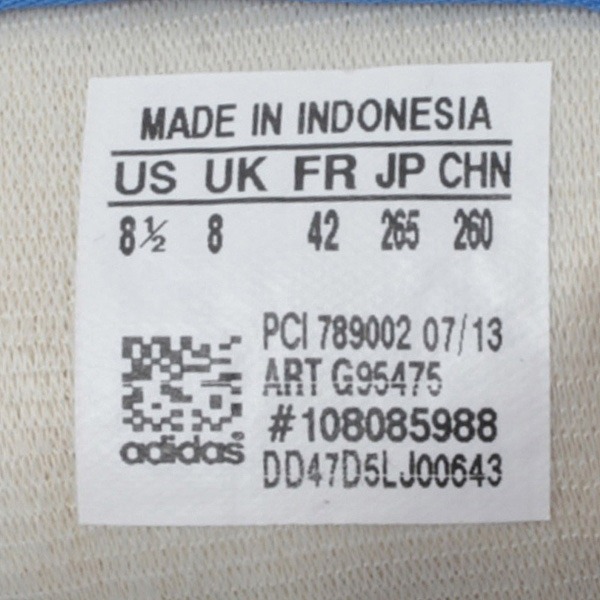 MADE IN INDONESIA
US UK FR JP CHN
8½ 8 42 265 260
PCI 789002 07/13
ART G95475
#108085988
adidas®
DD47D5LJ00643